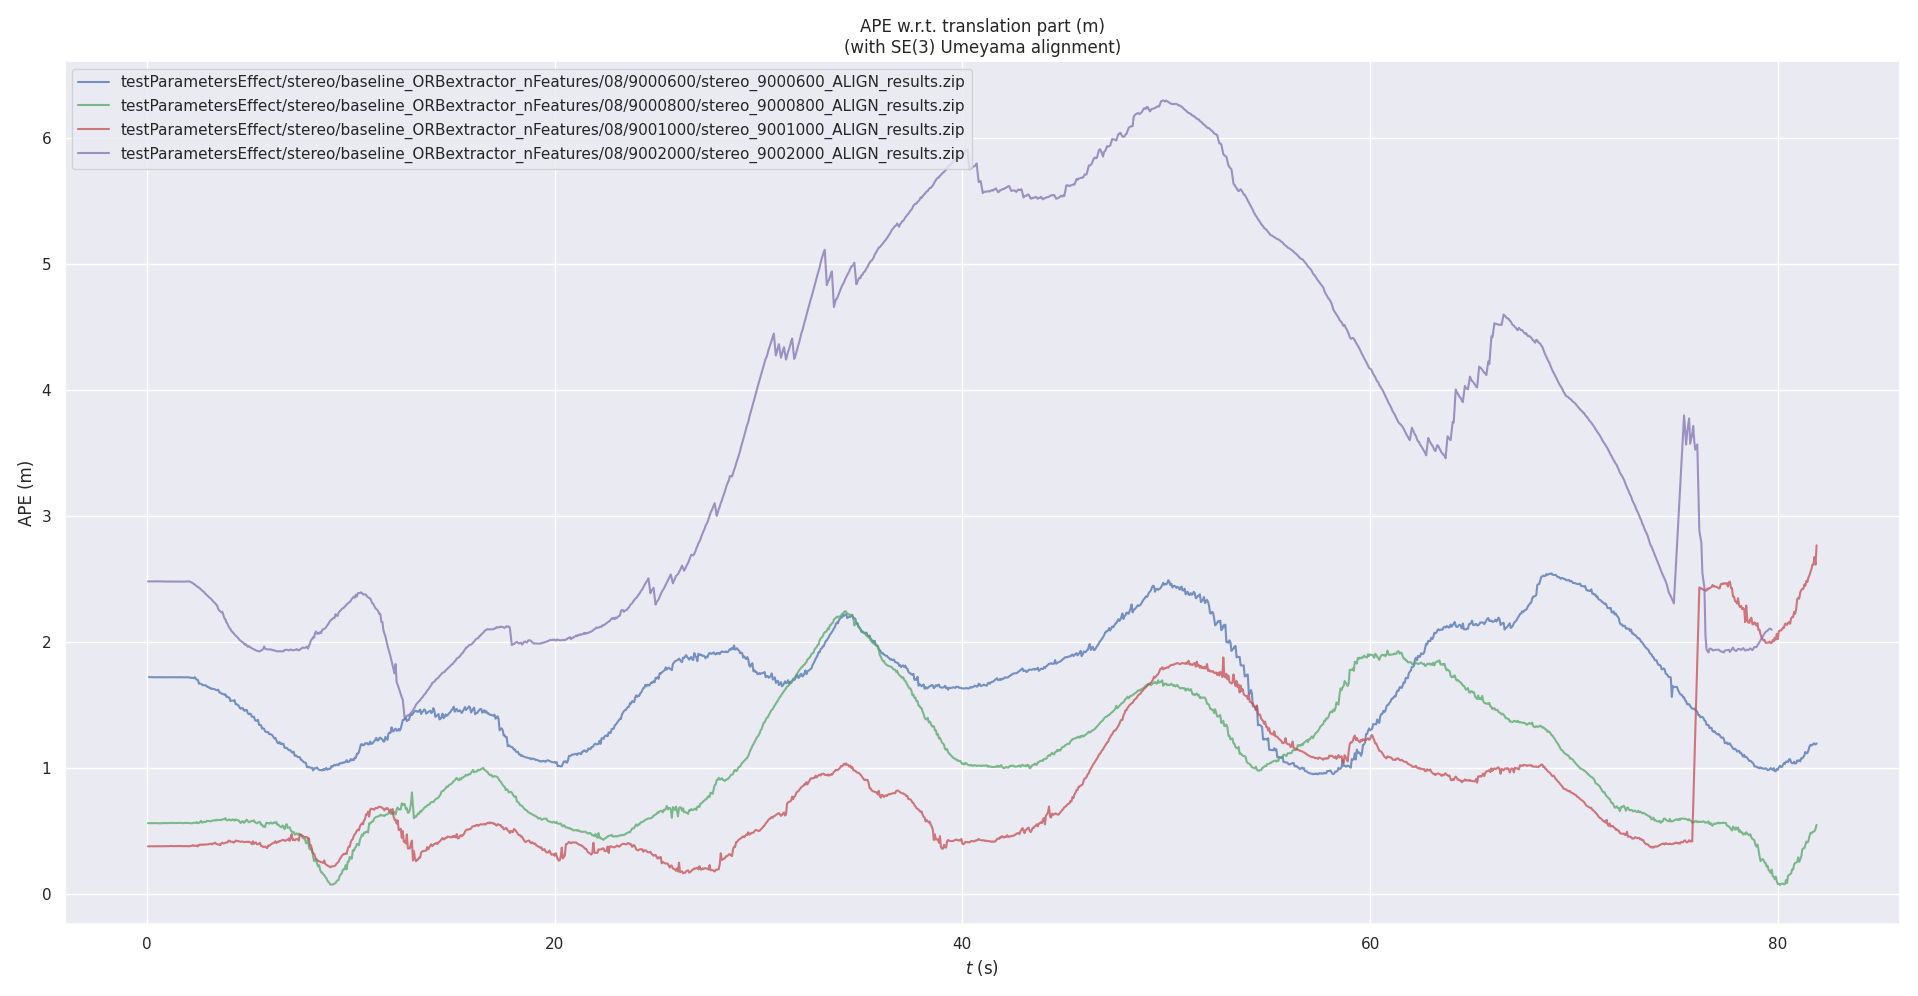 APE w.r.t. translation part (m)
(with SE(3) Umeyama alignment)
testParametersEffect/stereo/baseline_ORBextractor_nFeatures/08/9000600/stereo_9000600_ALIGN_results.zip
testParametersEffect/stereo/baseline_ORBextractor_nFeatures/08/9000800/stereo_9000800_ALIGN_results.zip
testParametersEffect/stereo/baseline_ORBextractor_nFeatures/08/9001000/stereo_9001000_ALIGN_results.zip
testParametersEffect/stereo/baseline_ORBextractor_nFeatures/08/9002000/stereo_9002000_ALIGN_results.zip
6
5
4
3
2
1
0
APE (m)
0 20 40 60 80
t (s)